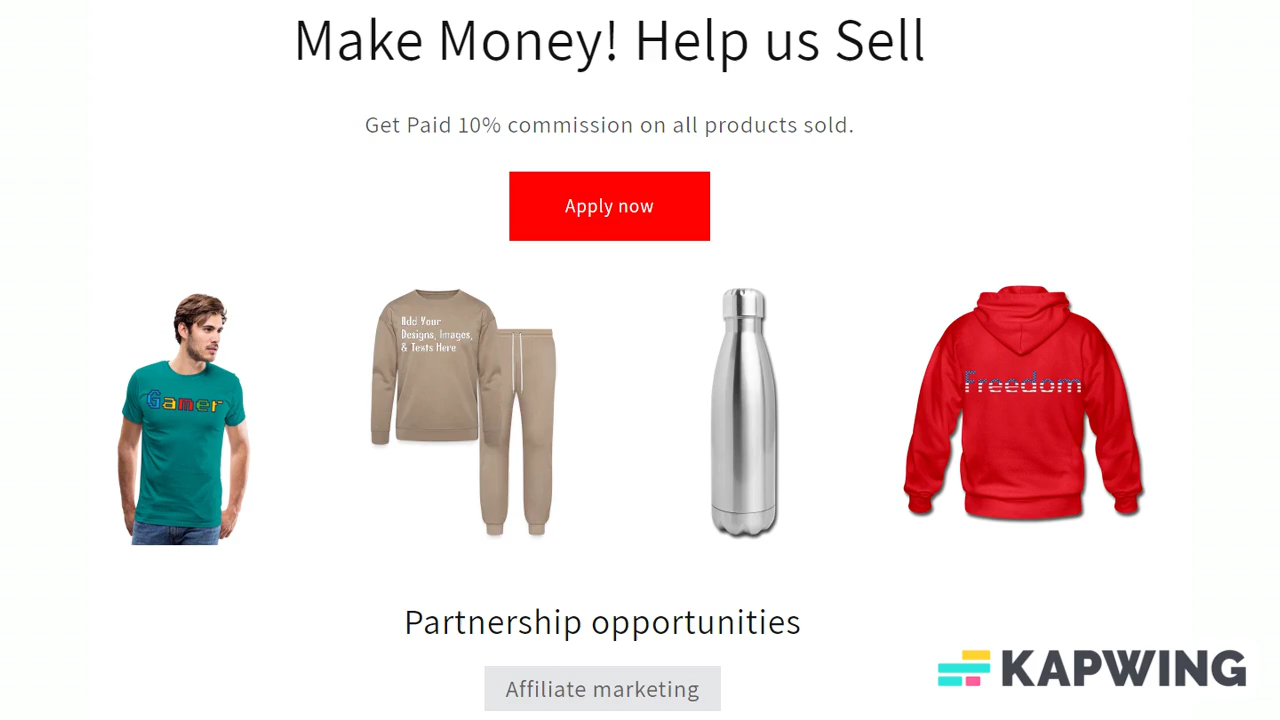 Make Money! Help us Sell
Get Paid 10% commission on all products sold.
Apply now
Gamer
Add Your
Designs, Images,
& Texts Here
Freedom
Partnership opportunities
Affiliate marketing
KAPWING